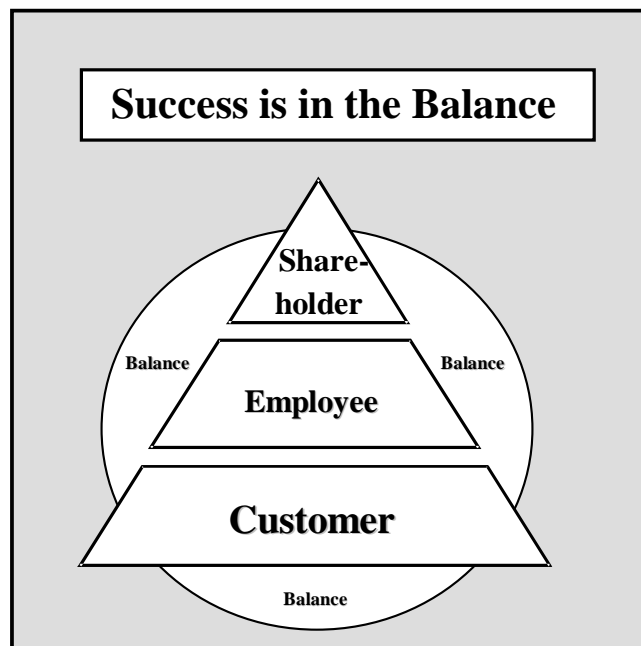 Success is in the Balance
Share-
holder
Balance
Balance
Employee
Customer
Balance